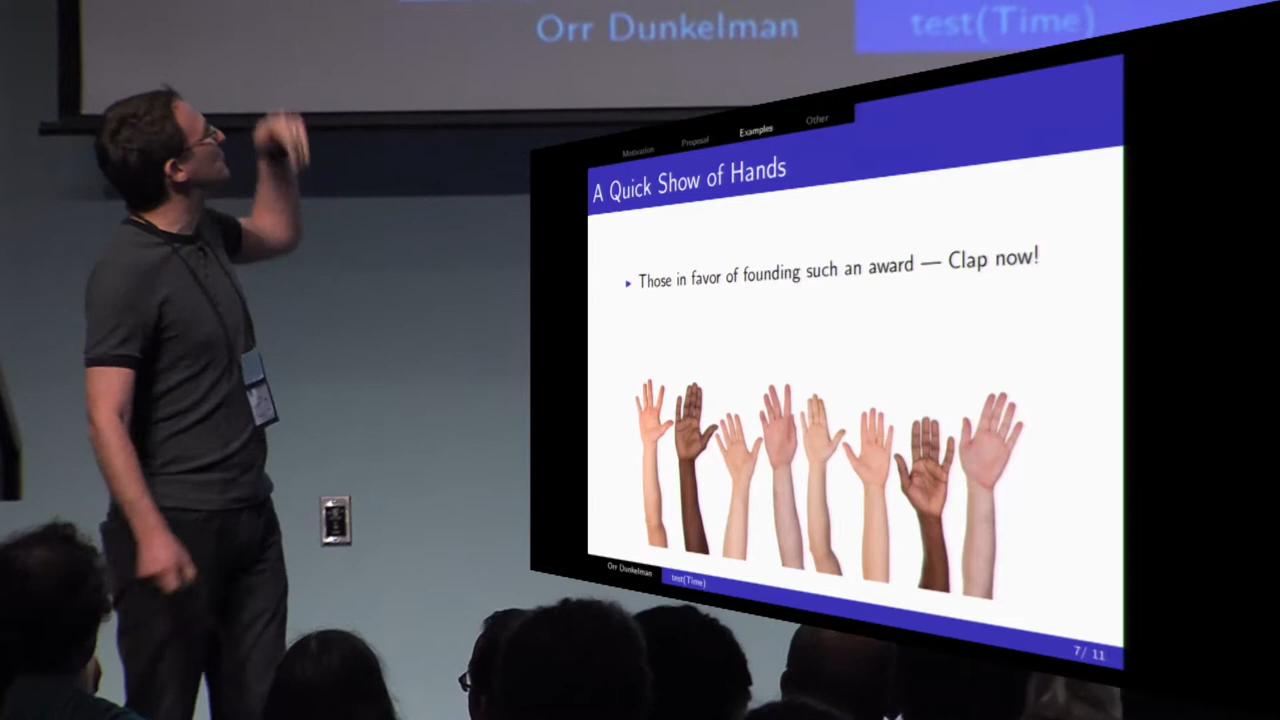 Orr Dunkelman
test(Time)
Motivation
Proposal
Examples
Other
A Quick Show of Hands
Those in favor of founding such an award — Clap now!
Orr Dunkelman
test(Time)
7/ 11